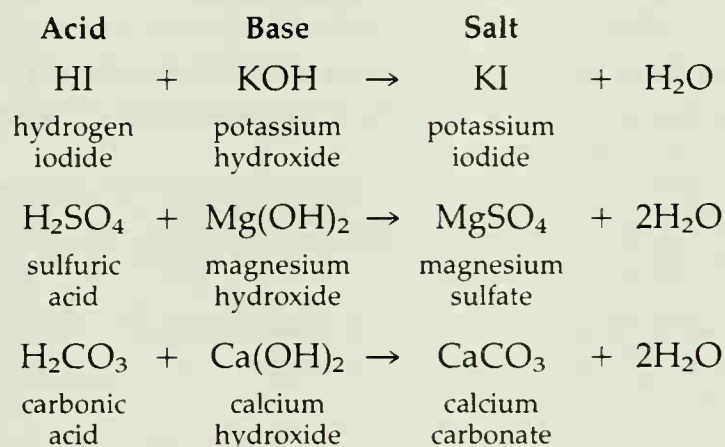 Acid Base Salt
HI + KOH → KI + H₂O
hydrogen potassium potassium
iodide hydroxide iodide
H₂SO₄ + Mg(OH)₂ → MgSO₄ + 2H₂O
sulfuric magnesium magnesium
acid hydroxide sulfate
H₂CO₃ + Ca(OH)₂ → CaCO₃ + 2H₂O
carbonic calcium calcium
acid hydroxide carbonate